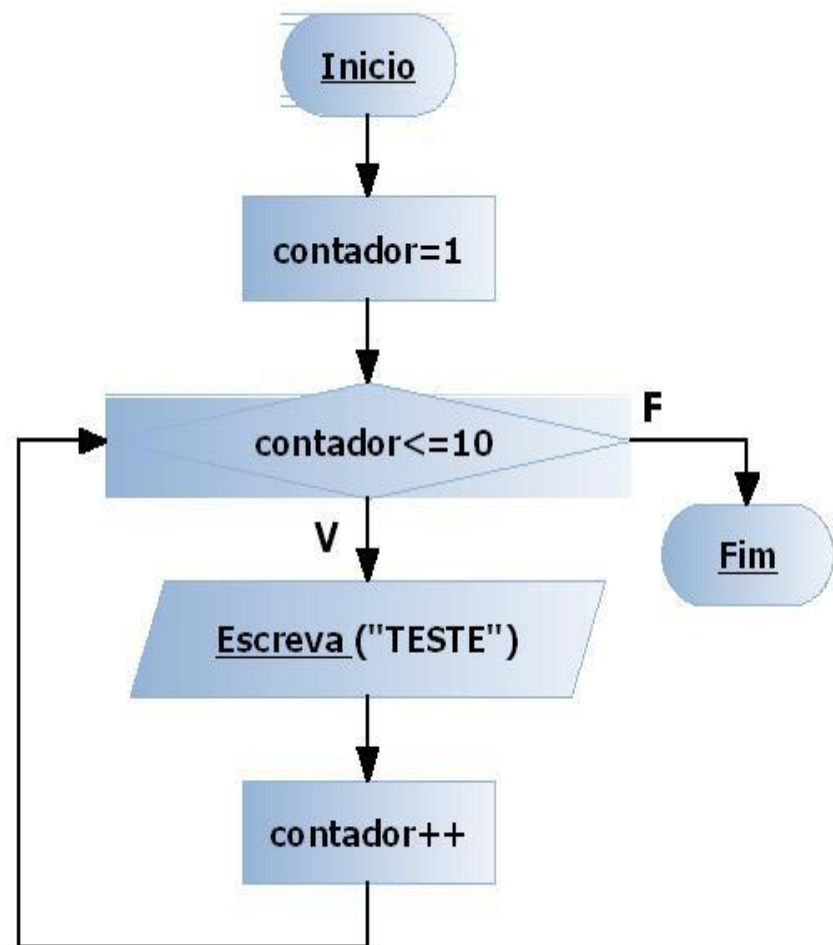 Inicio
contador=1
contador<=10
F
V
Fim
Escreva ("TESTE")
contador++